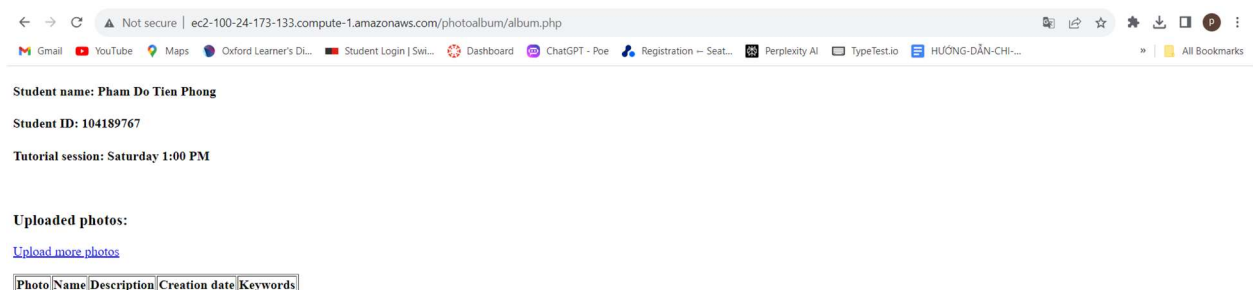 Not secure | ec2-100-24-173-133.compute-1.amazonaws.com/photoalbum/album.php
Gmail YouTube Maps Oxford Learner's Di... Student Login | Swi... Dashboard ChatGPT - Poe Registration -- Seat... Perplexity AI TypeTest.io HƯỚNG-DẪN-CHI-... » All Bookmarks
Student name: Pham Do Tien Phong
Student ID: 104189767
Tutorial session: Saturday 1:00 PM
Uploaded photos:
Upload more photos
Photo Name Description Creation date Keywords